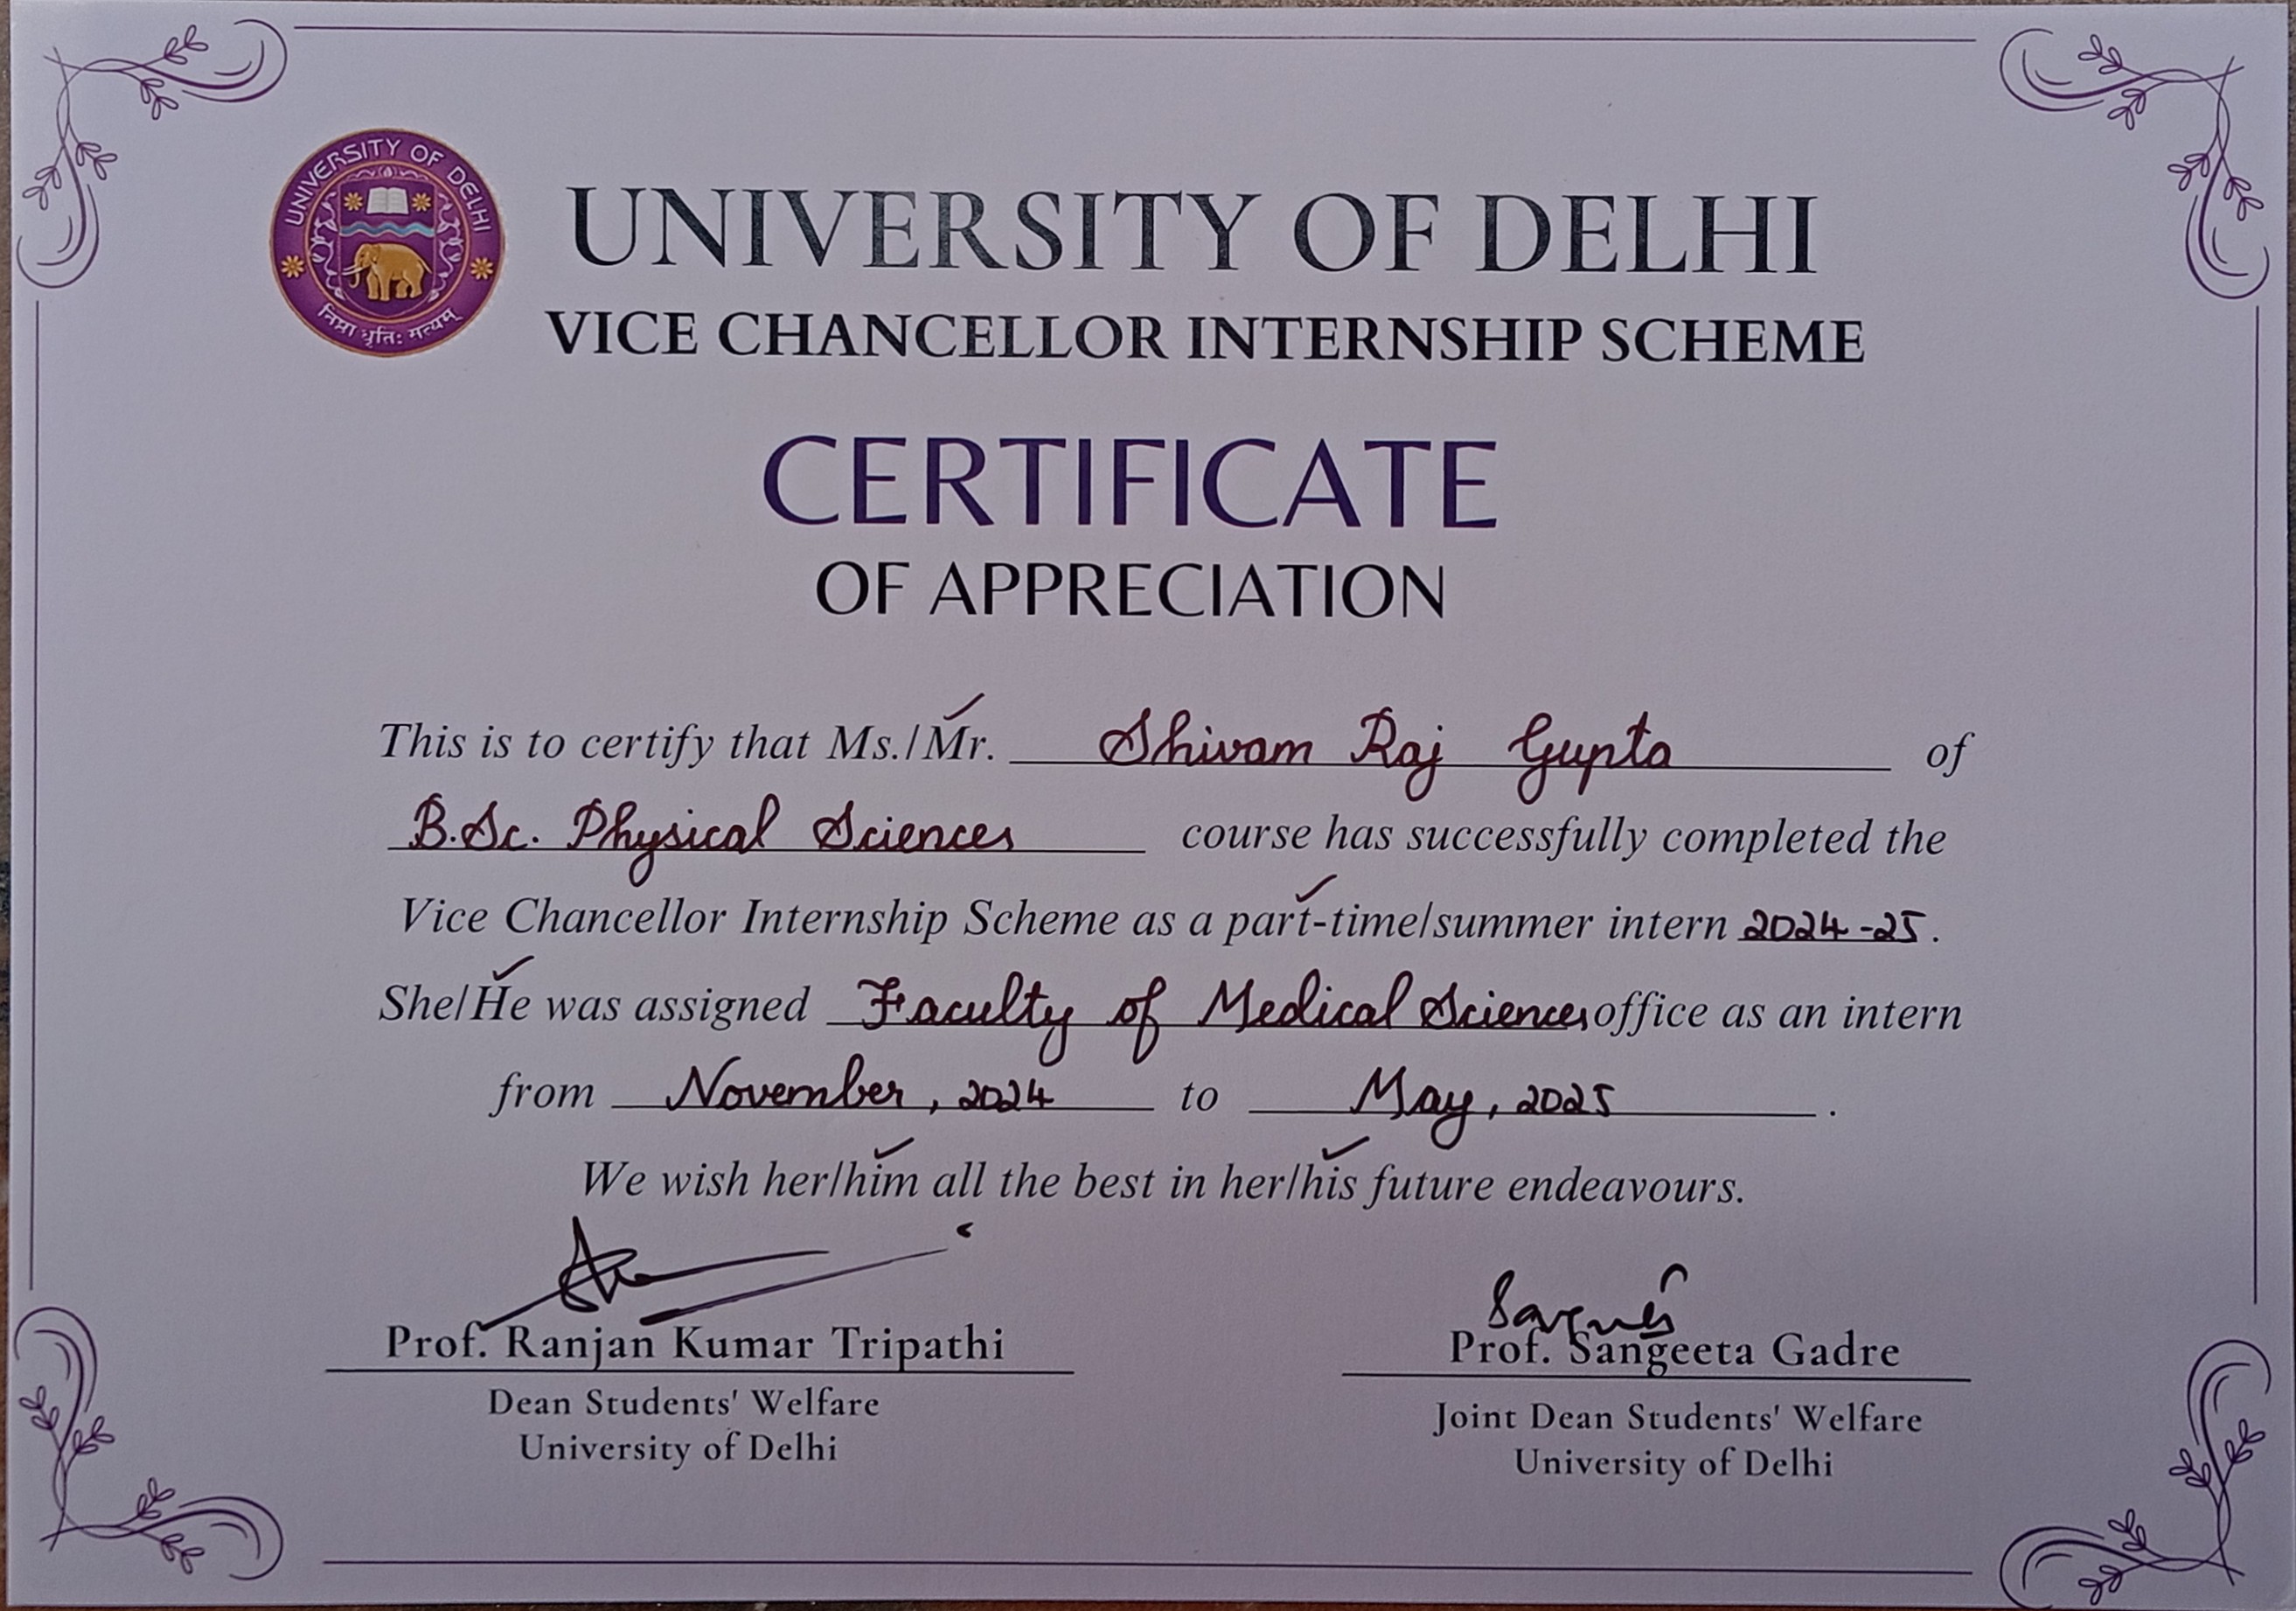 UNIVERSITY OF DELHI
निष्ठा धृति: सत्यम्
UNIVERSITY OF DELHI
VICE CHANCELLOR INTERNSHIP SCHEME
CERTIFICATE
OF APPRECIATION
This is to certify that Ms./Mr. Shivam Raj Gupta of
B.Sc. Physical Sciences course has successfully completed the
Vice Chancellor Internship Scheme as a part-time/summer intern 2024-25.
She/He was assigned Faculty of Medical Sciences office as an intern
from November, 2024 to May, 2025.
We wish her/him all the best in her/his future endeavours.
Prof. Ranjan Kumar Tripathi
Dean Students' Welfare
University of Delhi
Prof. Sangeeta Gadre
Joint Dean Students' Welfare
University of Delhi